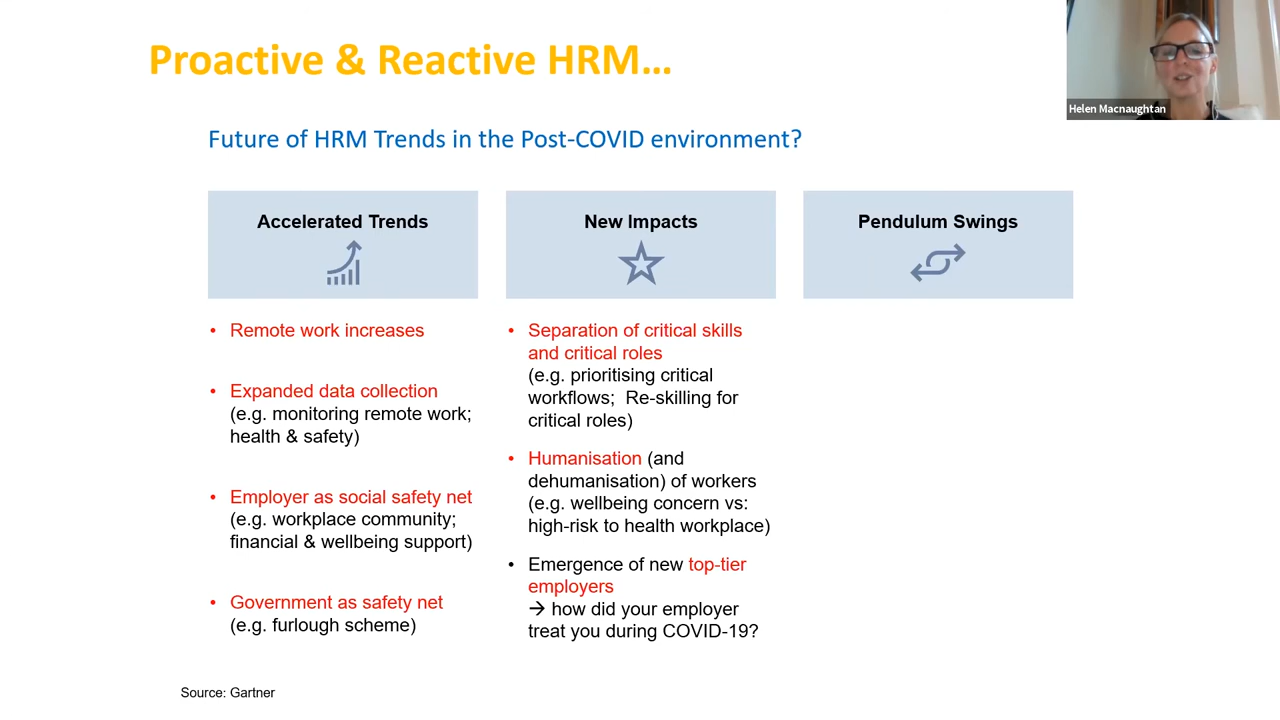 Proactive & Reactive HRM...
Helen Macnaughtan
Future of HRM Trends in the Post-COVID environment?
Accelerated Trends
• Remote work increases
• Expanded data collection
(e.g. monitoring remote work;
health & safety)
• Employer as social safety net
(e.g. workplace community;
financial & wellbeing support)
• Government as safety net
(e.g. furlough scheme)
New Impacts
• Separation of critical skills
and critical roles
(e.g. prioritising critical
workflows; Re-skilling for
critical roles)
• Humanisation (and
dehumanisation) of workers
(e.g. wellbeing concern vs:
high-risk to health workplace)
• Emergence of new top-tier
employers
→ how did your employer
treat you during COVID-19?
Pendulum Swings
Source: Gartner